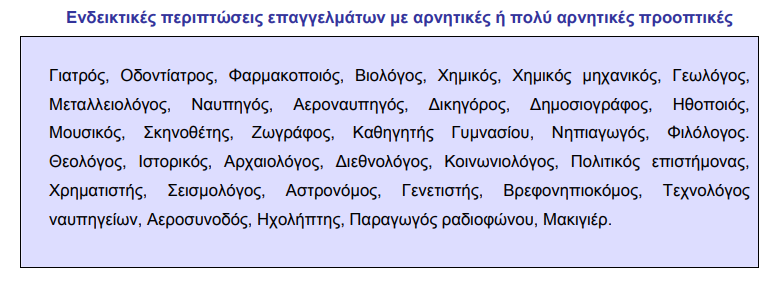 Ενδεικτικές περιπτώσεις επαγγελμάτων με αρνητικές ή πολύ αρνητικές προοπτικές
Γιατρός, Οδοντίατρος, Φαρμακοποιός, Βιολόγος, Χημικός, Χημικός μηχανικός, Γεωλόγος,
Μεταλλειολόγος, Ναυπηγός, Αεροναυπηγός, Δικηγόρος, Δημοσιογράφος, Ηθοποιός,
Μουσικός, Σκηνοθέτης, Ζωγράφος, Καθηγητής Γυμνασίου, Νηπιαγωγός, Φιλόλογος.
Θεολόγος, Ιστορικός, Αρχαιολόγος, Διεθνολόγος, Κοινωνιολόγος, Πολιτικός επιστήμονας,
Χρηματιστής, Σεισμολόγος, Αστρονόμος, Γενετιστής, Βρεφονηπιοκόμος, Τεχνολόγος
ναυπηγείων, Αεροσυνοδός, Ηχολήπτης, Παραγωγός ραδιοφώνου, Μακιγιέρ.